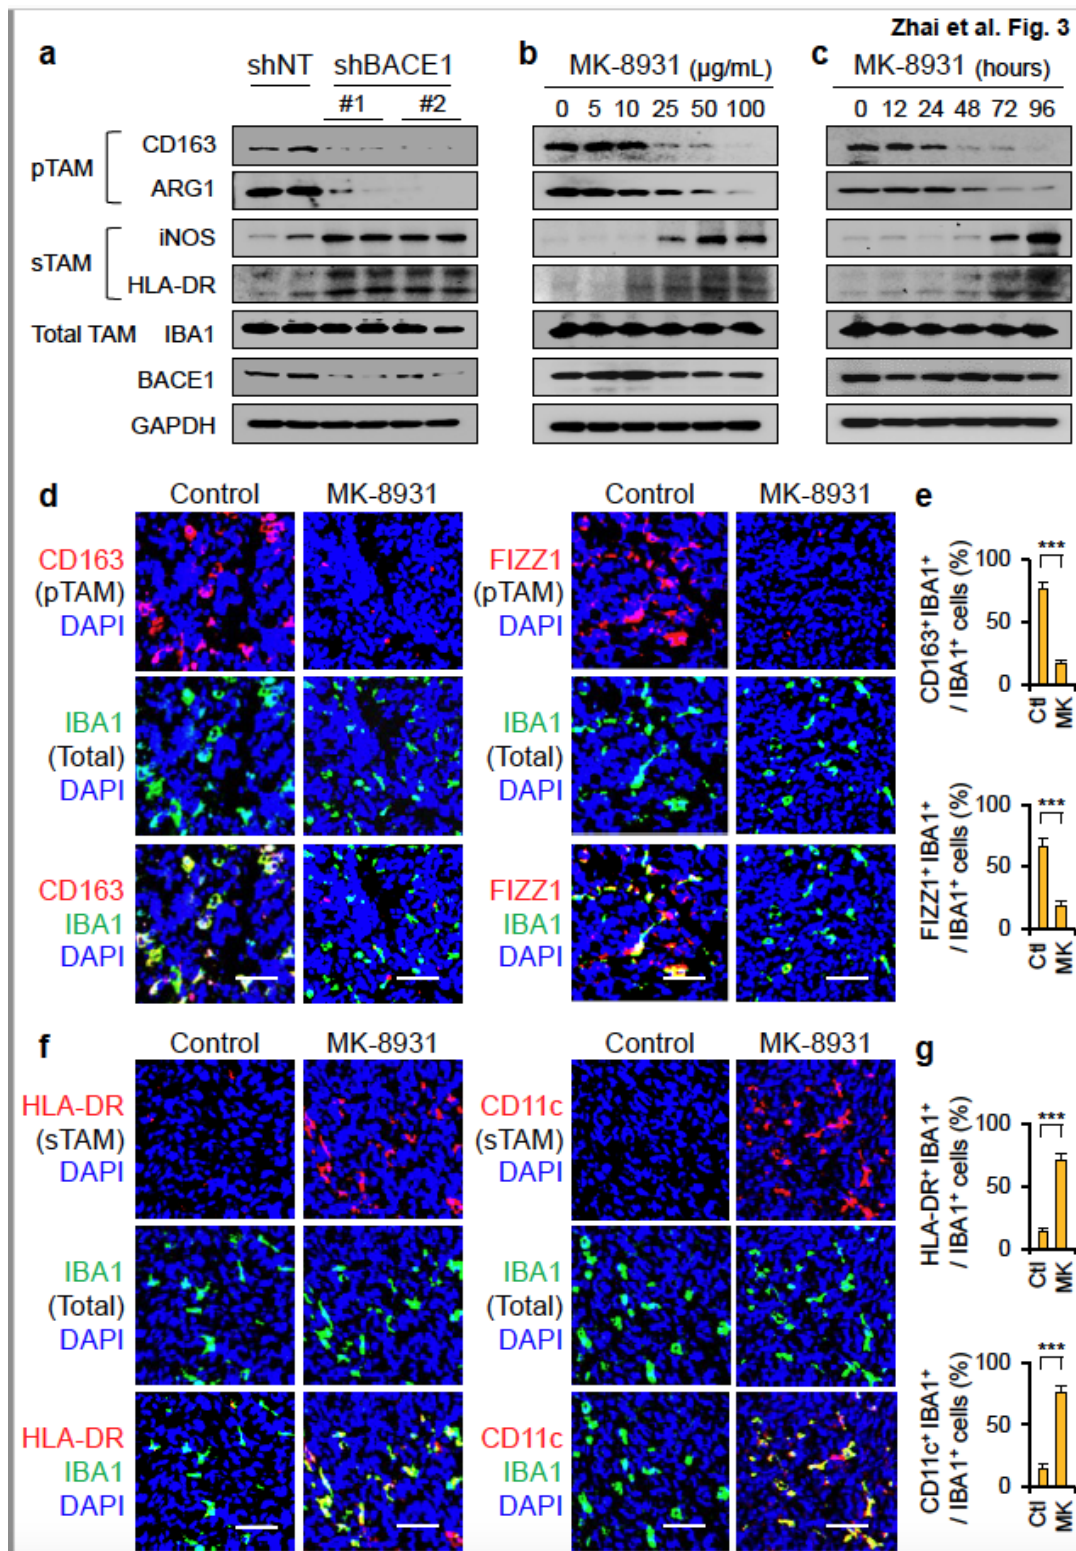 Zhai et al. Fig. 3
a
shNT shBACE1
#1 #2
pTAM
CD163
ARG1
sTAM
iNOS
HLA-DR
Total TAM IBA1
BACE1
GAPDH
b
MK-8931 (µg/mL)
0 5 10 25 50 100
c
MK-8931 (hours)
0 12 24 48 72 96
d
Control MK-8931
CD163
(pTAM)
DAPI
IBA1
(Total)
DAPI
CD163
IBA1
DAPI
Control MK-8931
FIZZ1
(pTAM)
DAPI
IBA1
(Total)
DAPI
FIZZ1
IBA1
DAPI
e
CD163⁺IBA1⁺
/ IBA1⁺ cells (%)
100
50
0
***
Ctl
MK
FIZZ1⁺IBA1⁺
/ IBA1⁺ cells (%)
100
50
0
***
Ctl
MK
f
Control MK-8931
HLA-DR
(sTAM)
DAPI
IBA1
(Total)
DAPI
HLA-DR
IBA1
DAPI
Control MK-8931
CD11c
(sTAM)
DAPI
IBA1
(Total)
DAPI
CD11c
IBA1
DAPI
g
HLA-DR⁺ IBA1⁺
/ IBA1⁺ cells (%)
100
50
0
***
Ctl
MK
CD11c⁺ IBA1⁺
/ IBA1⁺ cells (%)
100
50
0
***
Ctl
MK